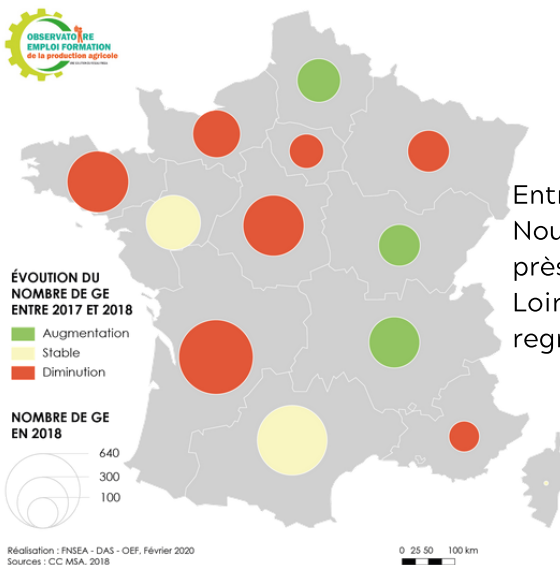 OBSERVATOIRE
EMPLOI FORMATION
de la production agricole
Entr
Nou
près
Loir
regr
ÉVOUTION DU
NOMBRE DE GE
ENTRE 2017 ET 2018
Augmentation
Stable
Diminution
NOMBRE DE GE
EN 2018
640
300
100
Réalisation : FNSEA - DAS - OEF, Février 2020
Sources : CC MSA, 2018
0 25 50 100 km